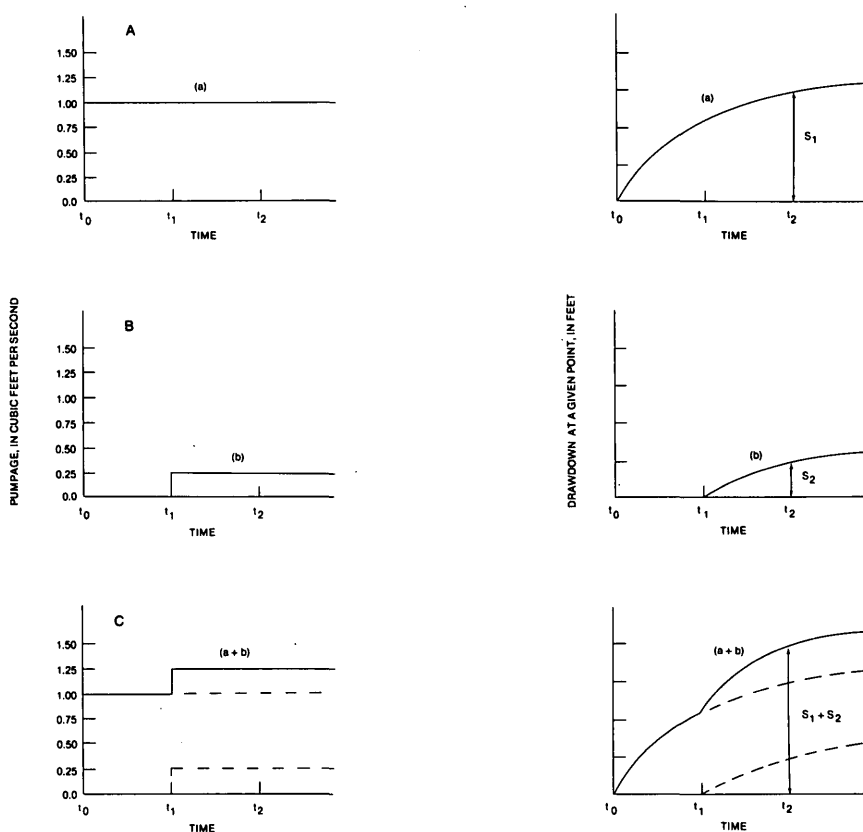 A
1.50
1.25
(a)
1.00
0.75
0.50
0.25
0.0
t0
t1
t2
TIME
(a)
S1
t0
t1
t2
TIME
PUMPAGE, IN CUBIC FEET PER SECOND
B
1.50
1.25
1.00
0.75
0.50
(b)
0.25
0.0
t0
t1
t2
TIME
DRAWDOWN AT A GIVEN POINT, IN FEET
(b)
S2
t0
t1
t2
TIME
C
1.50
(a + b)
1.25
1.00
0.75
0.50
0.25
0.0
t0
t1
t2
TIME
(a + b)
S1 + S2
t0
t1
t2
TIME